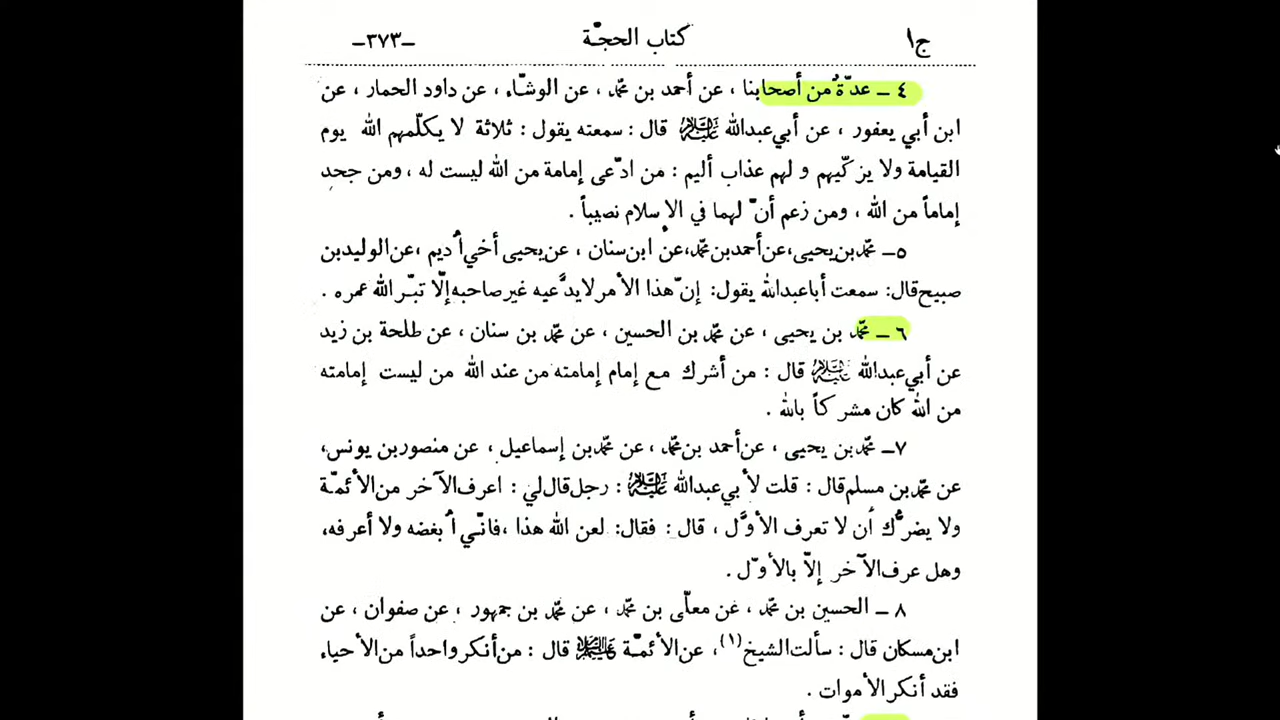 ج١ كتاب الحجّة ـ٣٧٣ـ
٤ ـ عدّةٌ من أصحابنا ، عن أحمد بن محمّد ، عن الوشّاء ، عن داود الحمار ، عن
ابن أبي يعفور ، عن أبي عبدالله عليه السلام قال : سمعته يقول : ثلاثة لا يكلّمهم الله يوم
القيامة ولا يزكّيهم و لهم عذاب أليم : من ادّعى إمامة من الله ليست له ، ومن جحد
إماماً من الله ، ومن زعم أنّ لهما في الإسلام نصيباً .
٥ـ محمّد بن يحيى، عن أحمد بن محمّد، عن ابن سنان ، عن يحيى أخي اُديم ، عن الوليد بن
صبيح قال : سمعت أبا عبدالله يقول: إنّ هذا الأمر لا يدَّعيه غير صاحبه إلّا تبّر الله عمره .
٦ ـ محمّد بن يحيى ، عن محمّد بن الحسين ، عن محمّد بن سنان ، عن طلحة بن زيد
عن أبي عبدالله عليه السلام قال : من أشرك مع إمام إمامته من عند الله من ليست إمامته
من الله كان مشركاً بالله .
٧ـ محمّد بن يحيى ، عن أحمد بن محمّد ، عن محمّد بن إسماعيل ، عن منصور بن يونس،
عن محمّد بن مسلم قال : قلت لأبي عبدالله عليه السلام : رجل قال لي : اعرف الآخر من الأئمّة
ولا يضرُّك أن لا تعرف الأوَّل ، قال : فقال: لعن الله هذا ، فانّي اُبغضه ولا أعرفه،
وهل عرف الآخر إلّا بالأوّل .
٨ ـ الحسين بن محمّد ، عن معلّى بن محمّد ، عن محمّد بن جمهور ، عن صفوان ، عن
ابن مسكان قال : سألت الشيخ(١)، عن الأئمّة عليهم السلام قال : من أنكر واحداً من الأحياء
فقد أنكر الأموات .